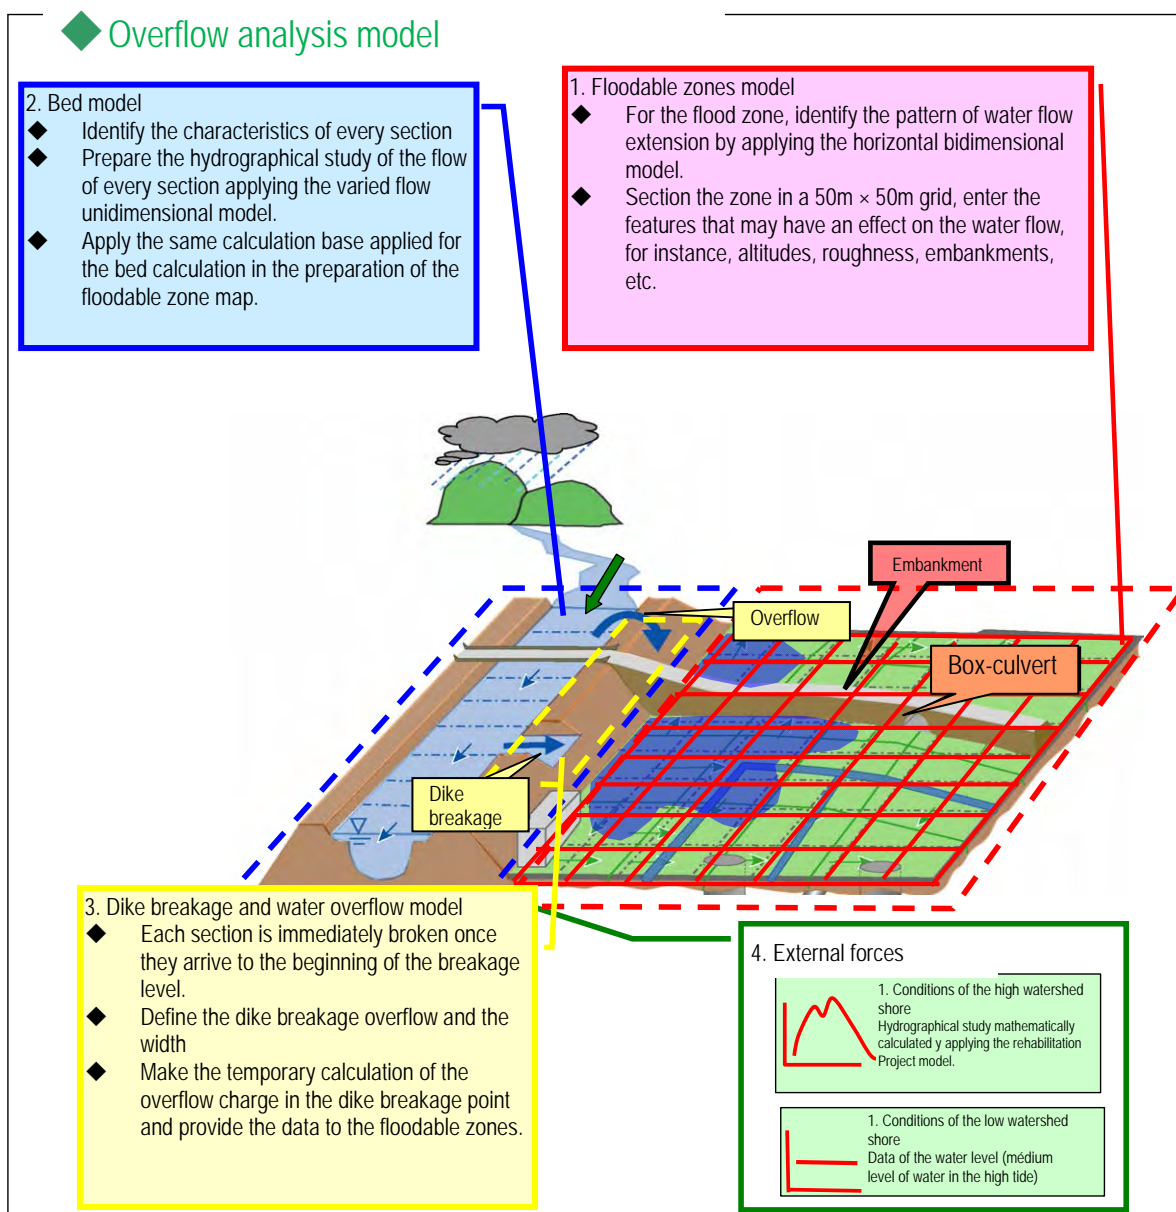 Overflow analysis model
2. Bed model
◆ Identify the characteristics of every section
◆ Prepare the hydrographical study of the flow
of every section applying the varied flow
unidimensional model.
◆ Apply the same calculation base applied for
the bed calculation in the preparation of the
floodable zone map.
1. Floodable zones model
◆ For the flood zone, identify the pattern of water flow
extension by applying the horizontal bidimensional
model.
◆ Section the zone in a 50m × 50m grid, enter the
features that may have an effect on the water flow,
for instance, altitudes, roughness, embankments,
etc.
Embankment
Overflow
Box-culvert
Dike
breakage
3. Dike breakage and water overflow model
◆ Each section is immediately broken once
they arrive to the beginning of the breakage
level.
◆ Define the dike breakage overflow and the
width
◆ Make the temporary calculation of the
overflow charge in the dike breakage point
and provide the data to the floodable zones.
4. External forces
1. Conditions of the high watershed
shore
Hydrographical study mathematically
calculated y applying the rehabilitation
Project model.
1. Conditions of the low watershed
shore
Data of the water level (médium
level of water in the high tide)